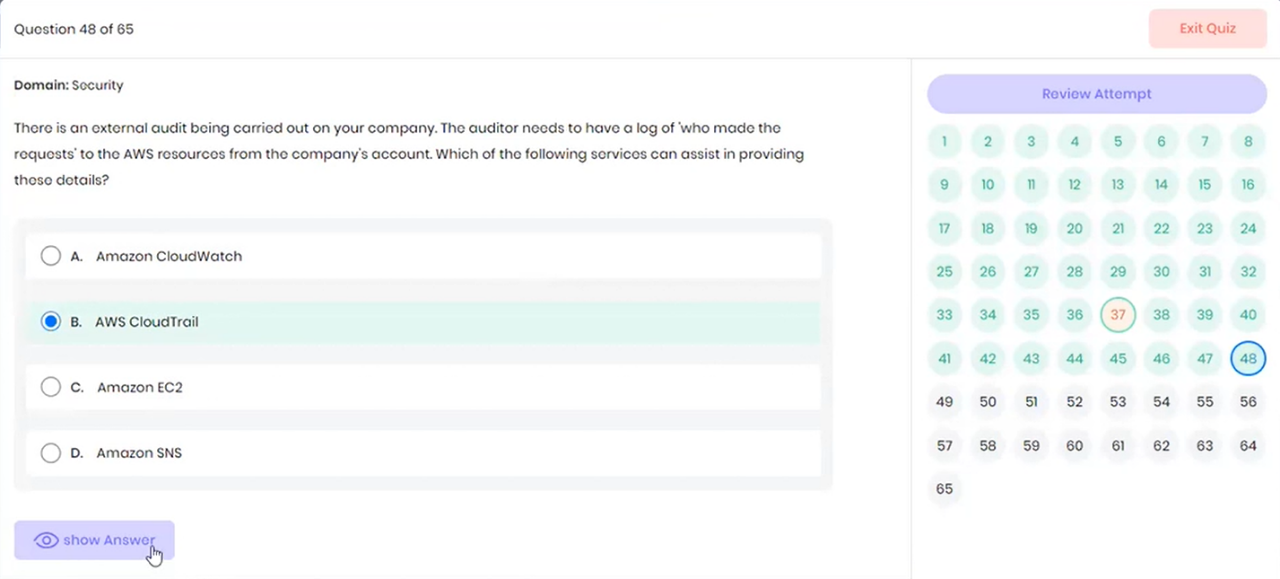 Question 48 of 65
Exit Quiz
Domain: Security
There is an external audit being carried out on your company. The auditor needs to have a log of 'who made the
requests' to the AWS resources from the company's account. Which of the following services can assist in providing
these details?
A. Amazon CloudWatch
B. AWS CloudTrail
C. Amazon EC2
D. Amazon SNS
show Answer
Review Attempt
1 2 3 4 5 6 7 8
9 10 11 12 13 14 15 16
17 18 19 20 21 22 23 24
25 26 27 28 29 30 31 32
33 34 35 36 37 38 39 40
41 42 43 44 45 46 47 48
49 50 51 52 53 54 55 56
57 58 59 60 61 62 63 64
65